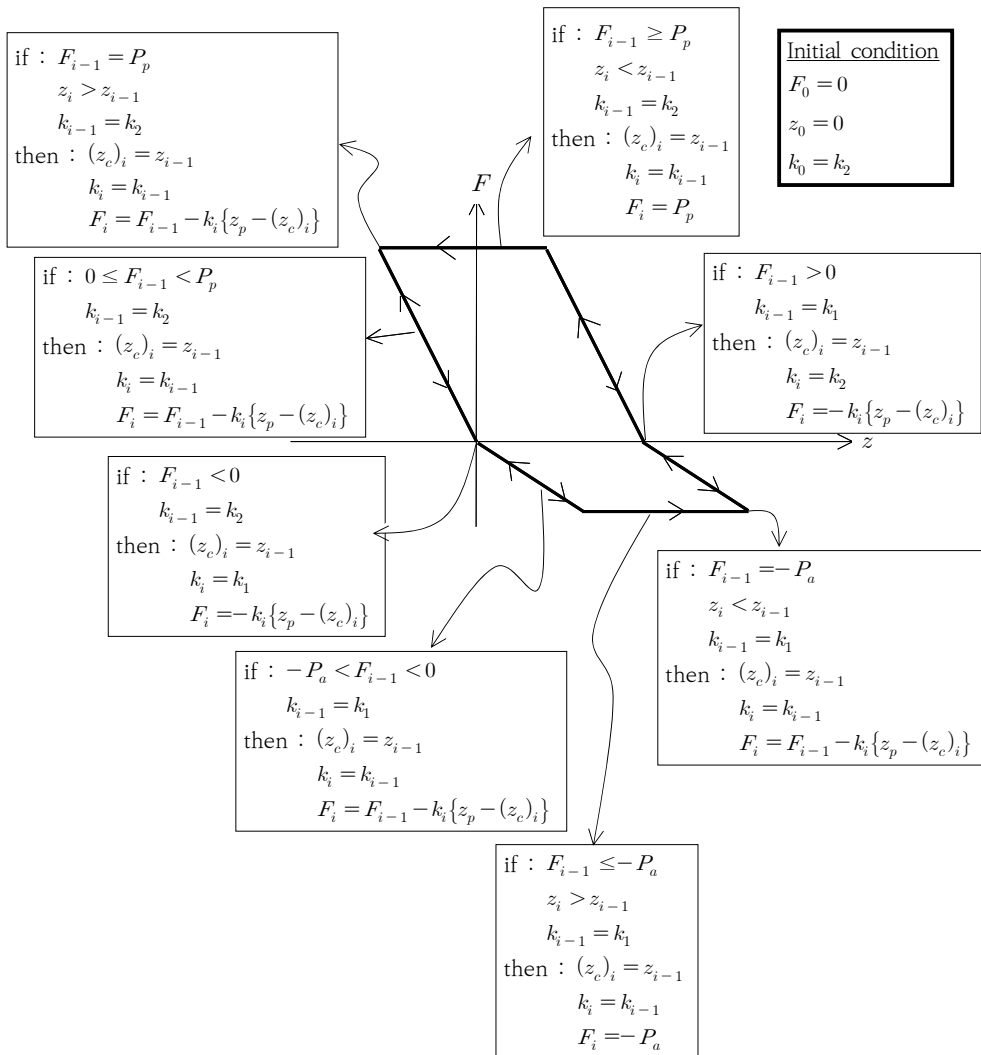 if : F_{i-1} = P_p
z_i > z_{i-1}
k_{i-1} = k_2
then : (z_c)_i = z_{i-1}
k_i = k_{i-1}
F_i = F_{i-1} - k_i{z_p - (z_c)_i}
if : F_{i-1} ≥ P_p
z_i < z_{i-1}
k_{i-1} = k_2
then : (z_c)_i = z_{i-1}
k_i = k_{i-1}
F_i = P_p
Initial condition
F_0 = 0
z_0 = 0
k_0 = k_2
F
if : 0 ≤ F_{i-1} < P_p
k_{i-1} = k_2
then : (z_c)_i = z_{i-1}
k_i = k_{i-1}
F_i = F_{i-1} - k_i{z_p - (z_c)_i}
if : F_{i-1} > 0
k_{i-1} = k_1
then : (z_c)_i = z_{i-1}
k_i = k_2
F_i = -k_i{z_p - (z_c)_i}
z
if : F_{i-1} < 0
k_{i-1} = k_2
then : (z_c)_i = z_{i-1}
k_i = k_1
F_i = -k_i{z_p - (z_c)_i}
if : F_{i-1} = -P_a
z_i < z_{i-1}
k_{i-1} = k_1
then : (z_c)_i = z_{i-1}
k_i = k_{i-1}
F_i = F_{i-1} - k_i{z_p - (z_c)_i}
if : -P_a < F_{i-1} < 0
k_{i-1} = k_1
then : (z_c)_i = z_{i-1}
k_i = k_{i-1}
F_i = F_{i-1} - k_i{z_p - (z_c)_i}
if : F_{i-1} ≤ -P_a
z_i > z_{i-1}
k_{i-1} = k_1
then : (z_c)_i = z_{i-1}
k_i = k_{i-1}
F_i = -P_a